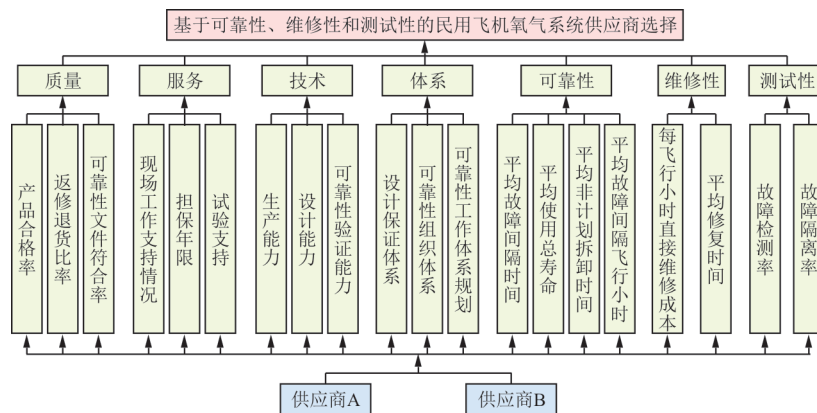 基于可靠性、维修性和测试性的民用飞机氧气系统供应商选择
质量
服务
技术
体系
可靠性
维修性
测试性
产品合格率
返修退货比率
可靠性文件符合率
现场工作支持情况
担保年限
试验支持
生产能力
设计能力
可靠性验证能力
设计保证体系
可靠性组织体系
可靠性工作体系规划
平均故障间隔时间
平均使用总寿命
平均非计划拆卸时间
平均故障间隔飞行小时
每飞行小时直接维修成本
平均修复时间
故障检测率
故障隔离率
供应商A
供应商B